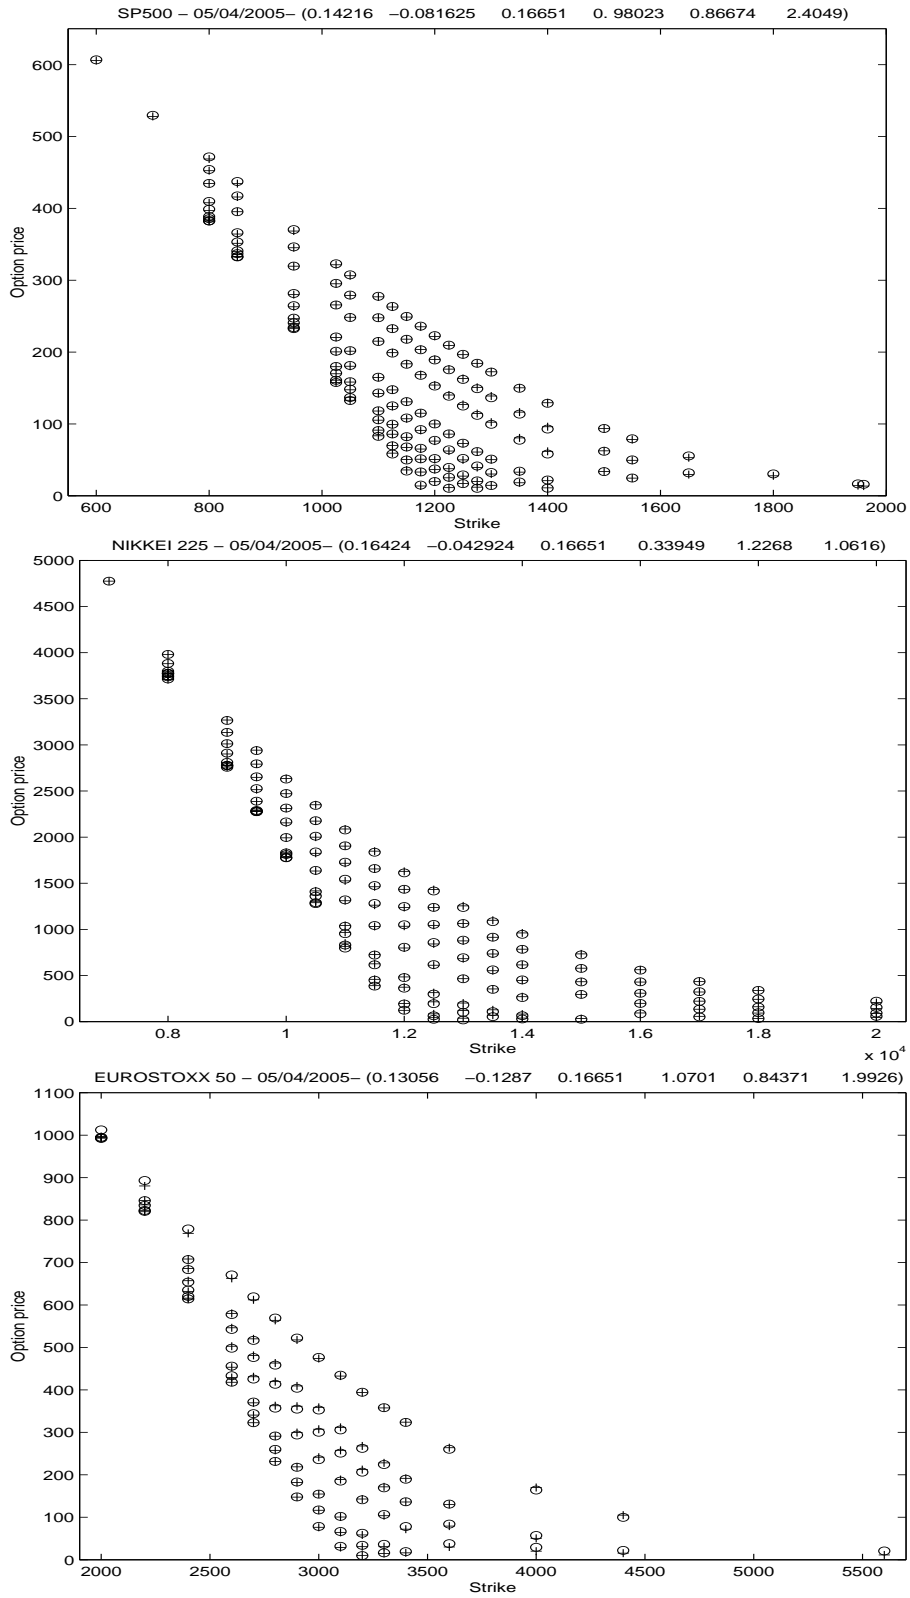 SP500 – 05/04/2005– (0.14216 −0.081625 0.16651 0.98023 0.86674 2.4049)
600
500
400
300
200
100
0
Option price
600 800 1000 1200 1400 1600 1800 2000
Strike
NIKKEI 225 – 05/04/2005– (0.16424 −0.042924 0.16651 0.33949 1.2268 1.0616)
5000
4500
4000
3500
3000
2500
2000
1500
1000
500
0
Option price
0.8 1 1.2 1.4 1.6 1.8 2
Strike
x 10^4
EUROSTOXX 50 – 05/04/2005– (0.13056 −0.1287 0.16651 1.0701 0.84371 1.9926)
1100
1000
900
800
700
600
500
400
300
200
100
0
Option price
2000 2500 3000 3500 4000 4500 5000 5500
Strike